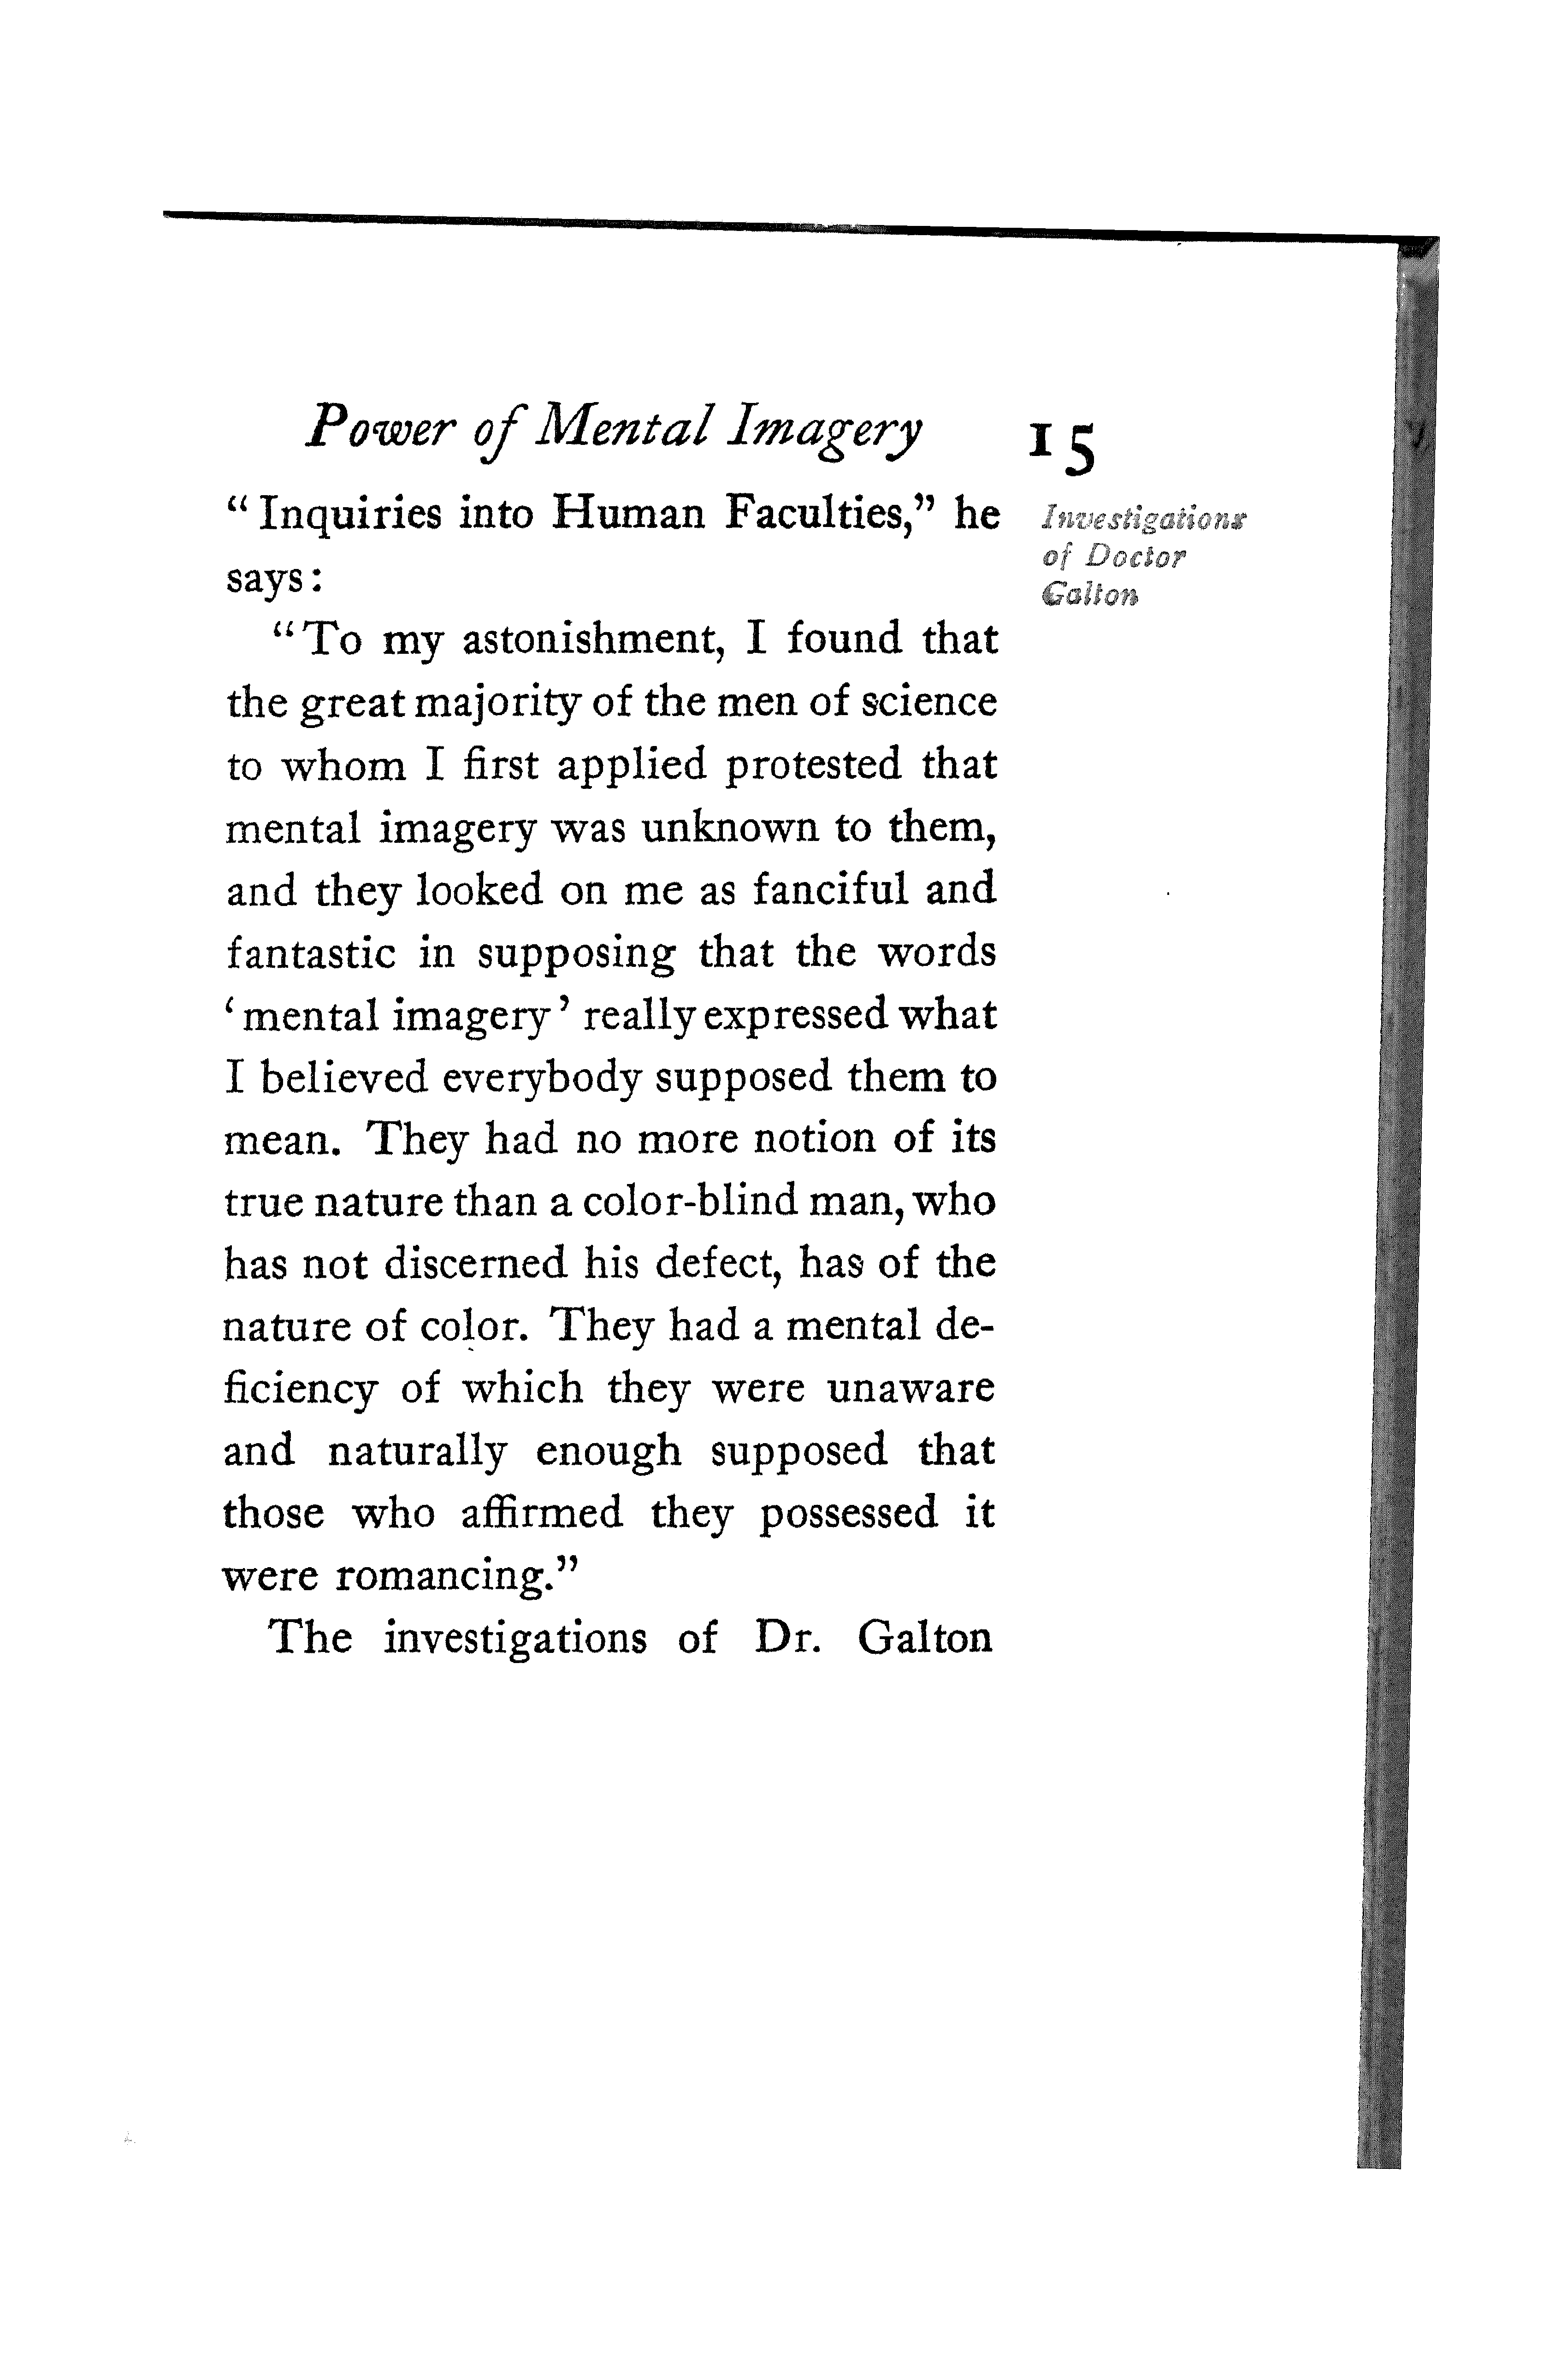 Power of Mental Imagery 15
"Inquiries into Human Faculties," he
says:
Investigations
of Doctor
Galton
"To my astonishment, I found that
the great majority of the men of science
to whom I first applied protested that
mental imagery was unknown to them,
and they looked on me as fanciful and
fantastic in supposing that the words
'mental imagery' really expressed what
I believed everybody supposed them to
mean. They had no more notion of its
true nature than a color-blind man, who
has not discerned his defect, has of the
nature of color. They had a mental de-
ficiency of which they were unaware
and naturally enough supposed that
those who affirmed they possessed it
were romancing."
The investigations of Dr. Galton